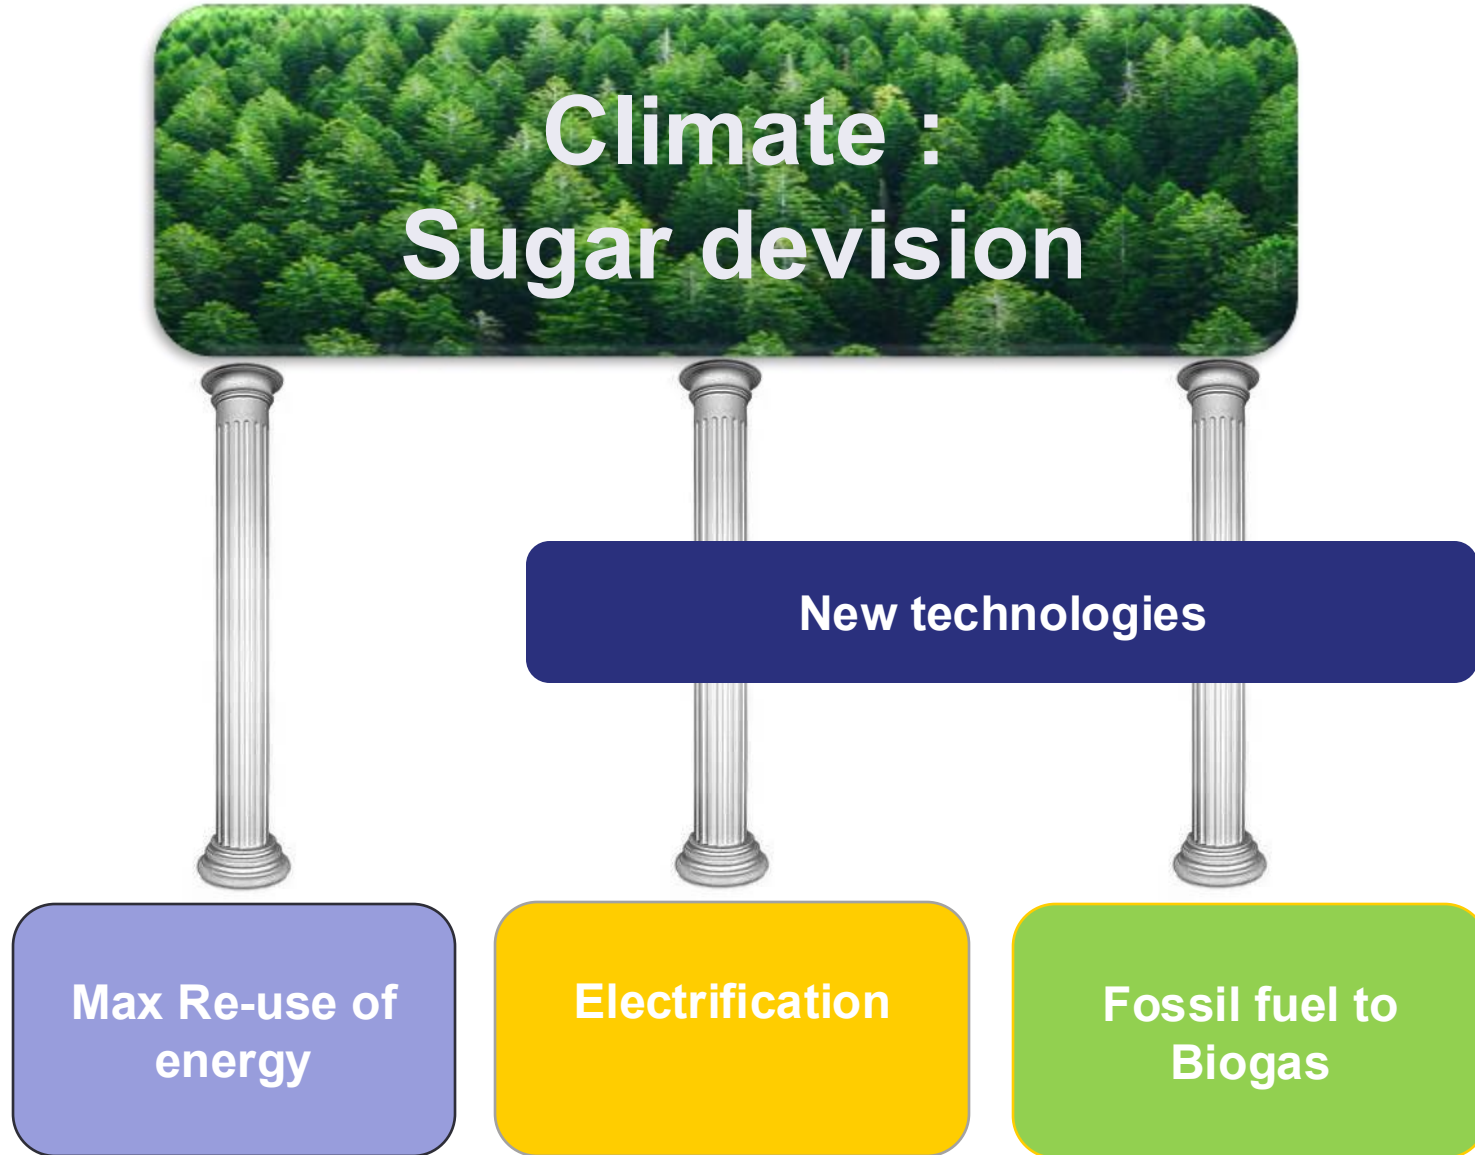 Climate :
Sugar devision
New technologies
Max Re-use of
energy
Electrification
Fossil fuel to
Biogas